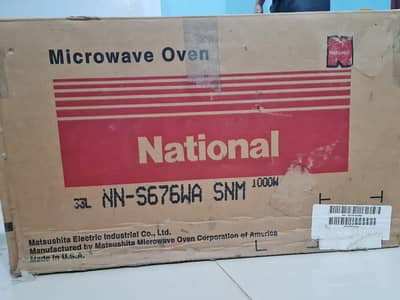 Microwave Oven
National
National
33L NN-S676WA SNM 1000W
Matsushita Electric Industrial Co., Ltd.
Manufactured by Matsushita Microwave Oven Corporation of America
Made in U.S.A.